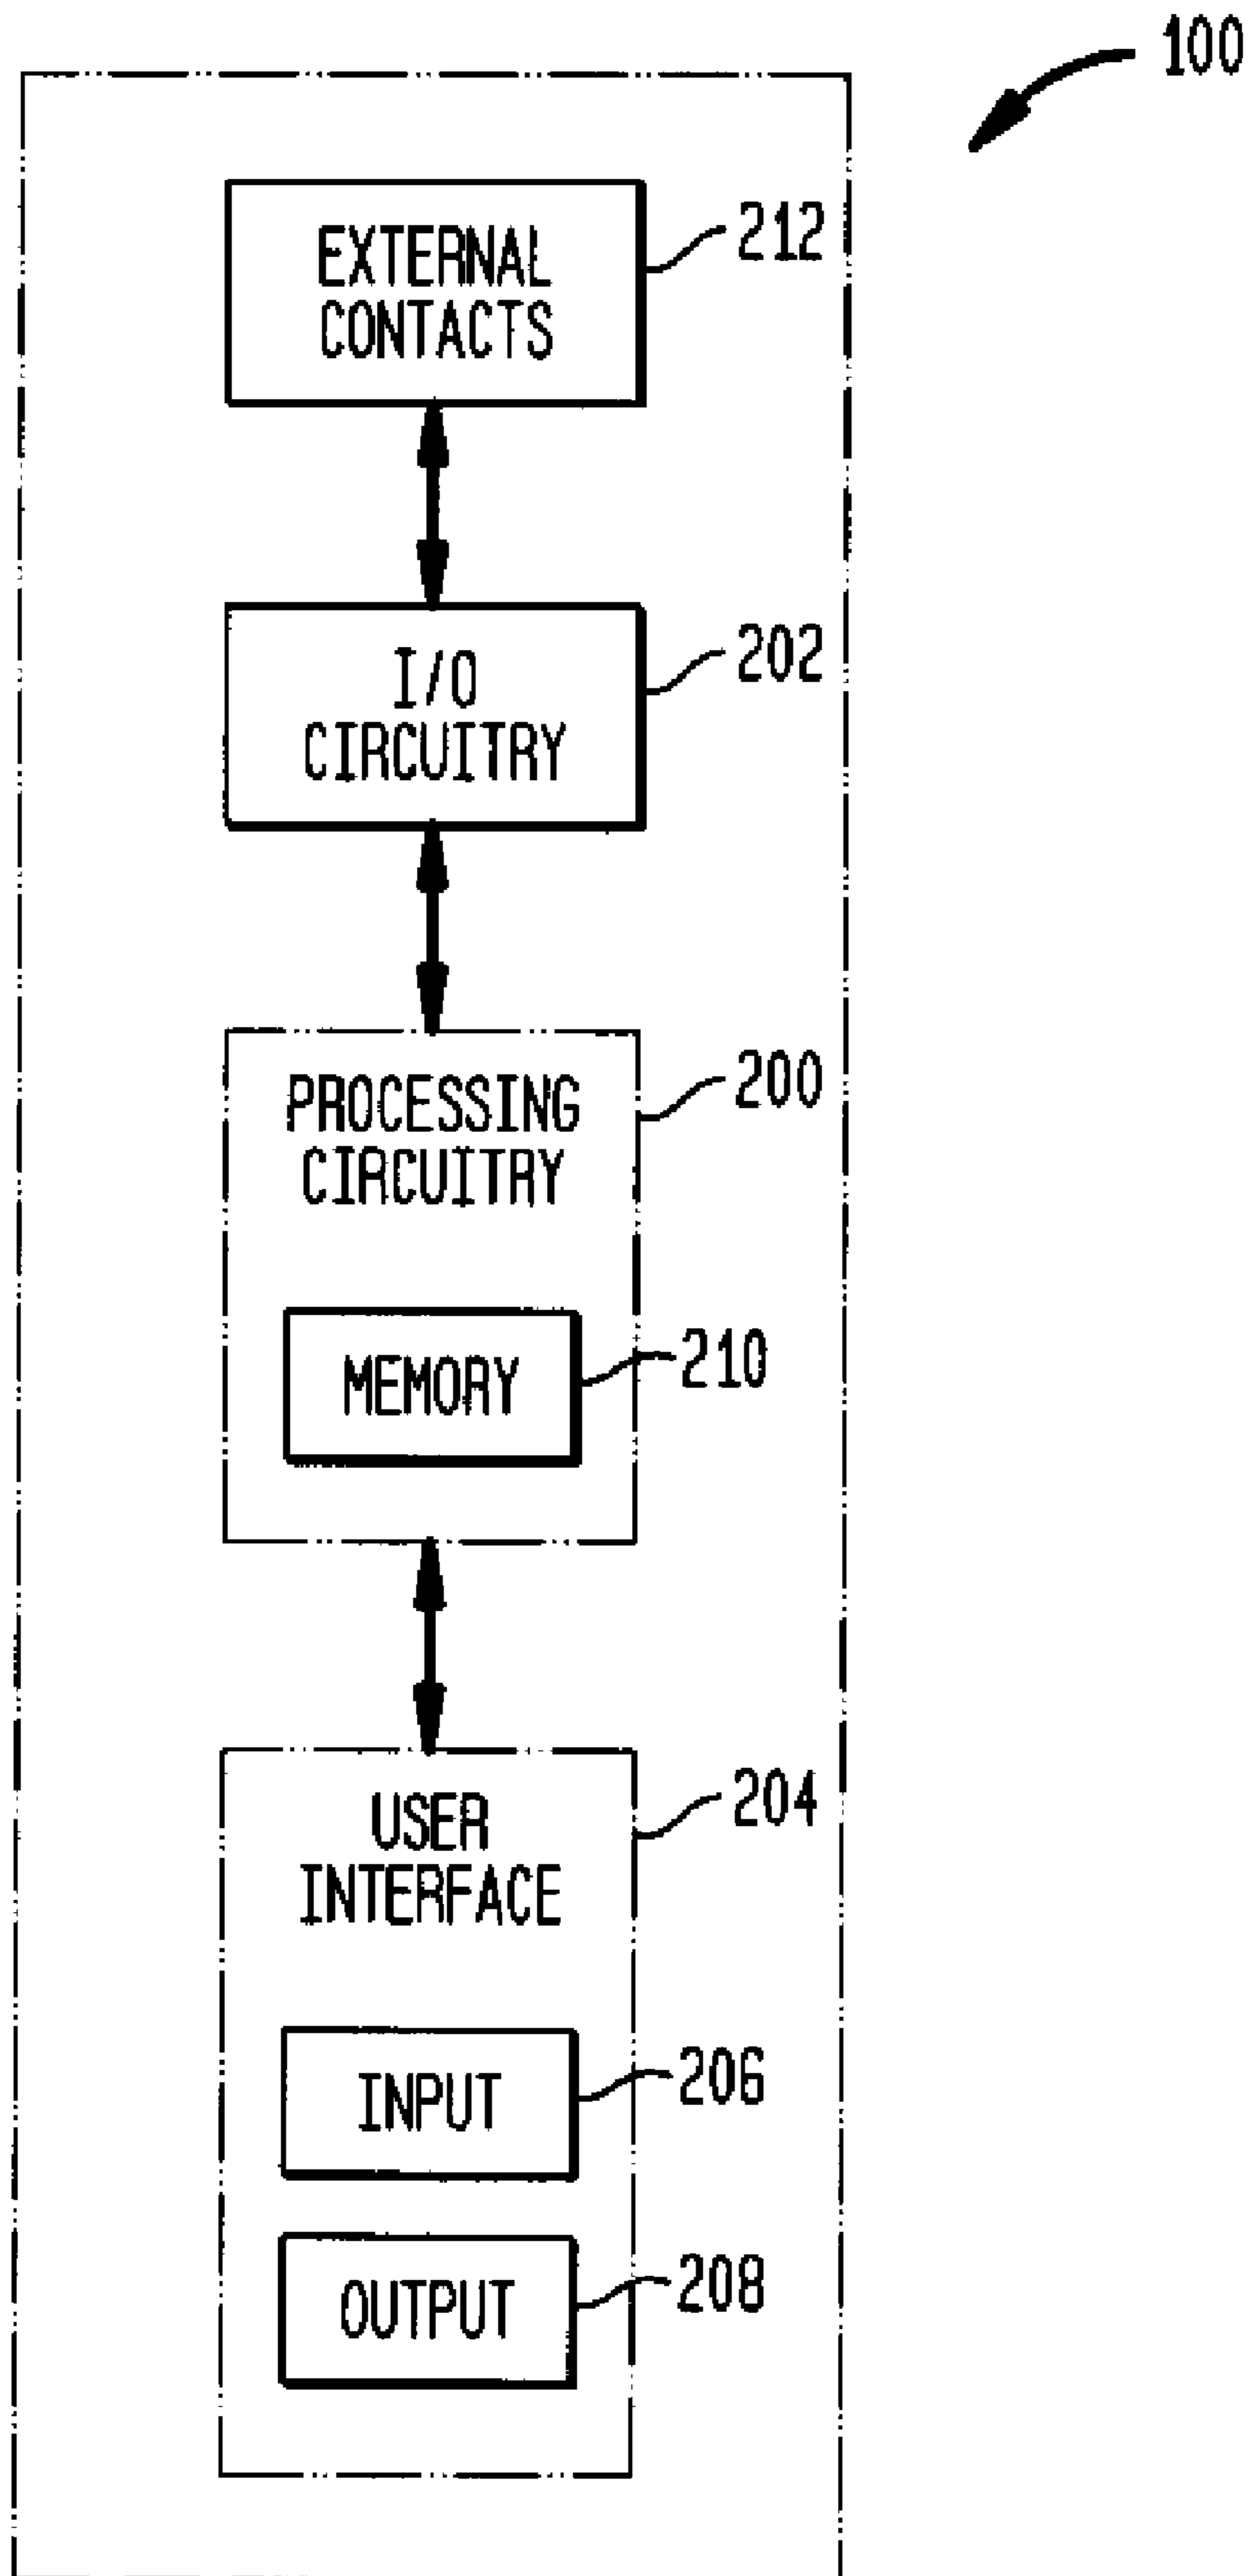 100
EXTERNAL
CONTACTS
212
I/O
CIRCUITRY
202
PROCESSING
CIRCUITRY
200
MEMORY
210
USER
INTERFACE
204
INPUT
206
OUTPUT
208